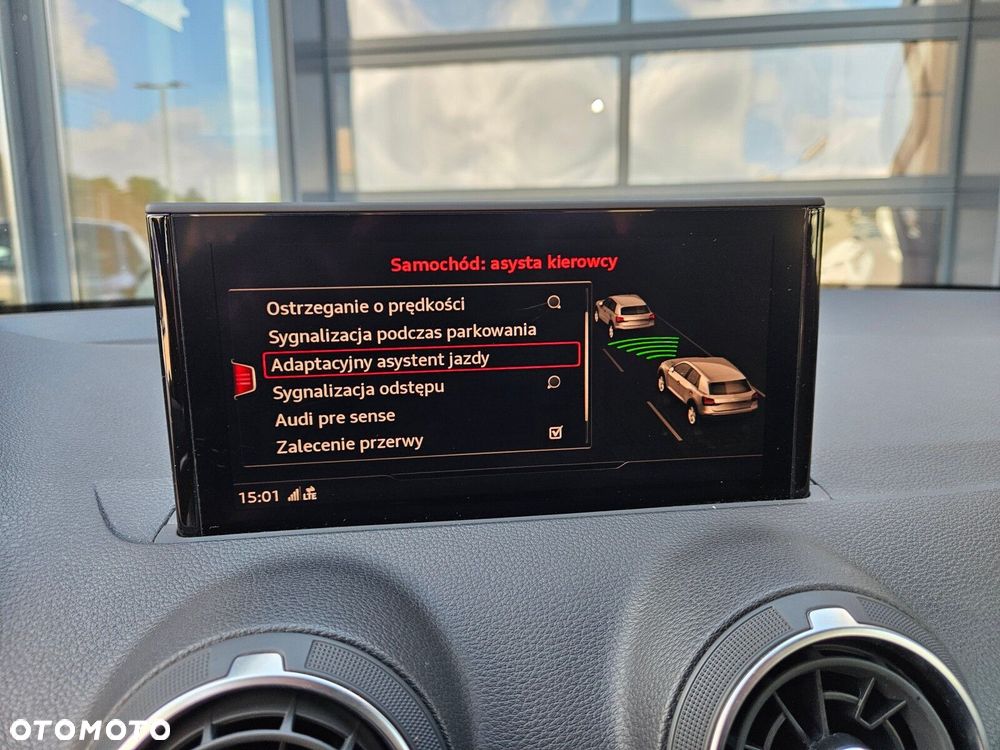 Samochód: asysta kierowcy
Ostrzeganie o prędkości
Sygnalizacja podczas parkowania
Adaptacyjny asystent jazdy
Sygnalizacja odstępu
Audi pre sense
Zalecenie przerwy
15:01 LTE
OTOMOTO